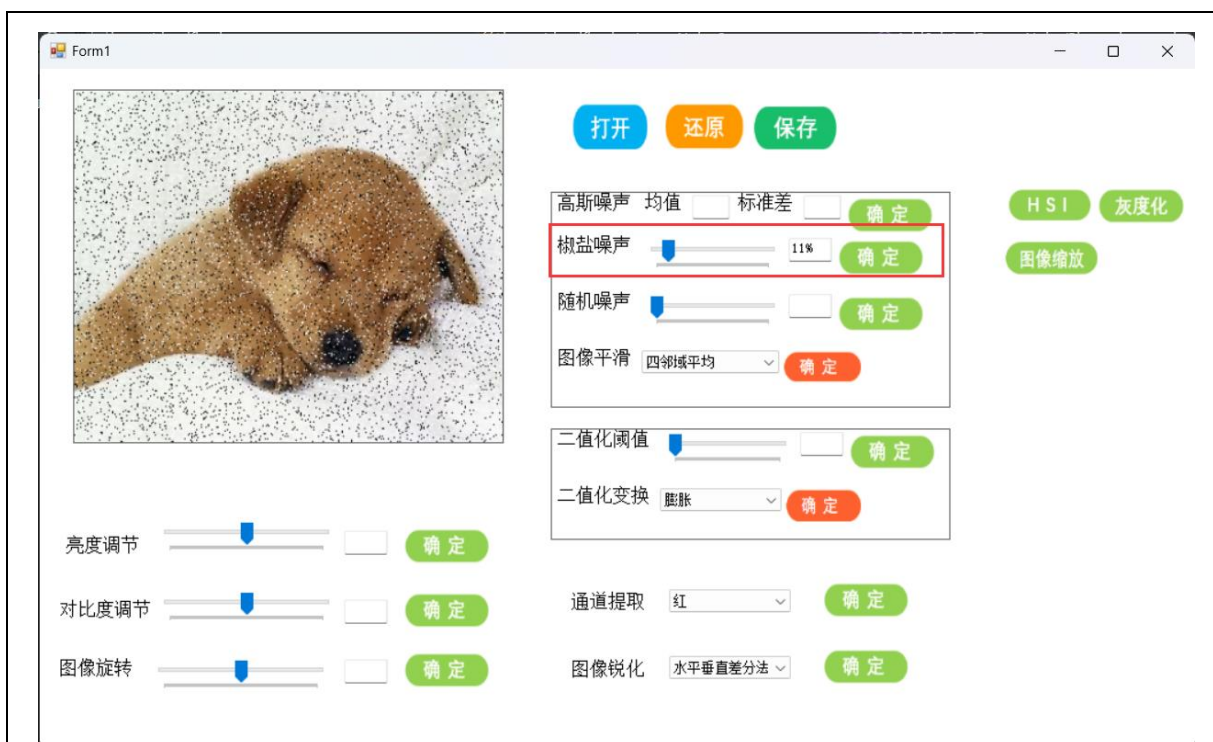 Form1
打开 还原 保存
高斯噪声 均值 标准差 确 定
HSI 灰度化
椒盐噪声 11% 确 定
图像缩放
随机噪声 确 定
图像平滑 四邻域平均 确 定
二值化阈值 确 定
二值化变换 膨胀 确 定
亮度调节 确 定
对比度调节 确 定
通道提取 红 确 定
图像旋转 确 定
图像锐化 水平垂直差分法 确 定